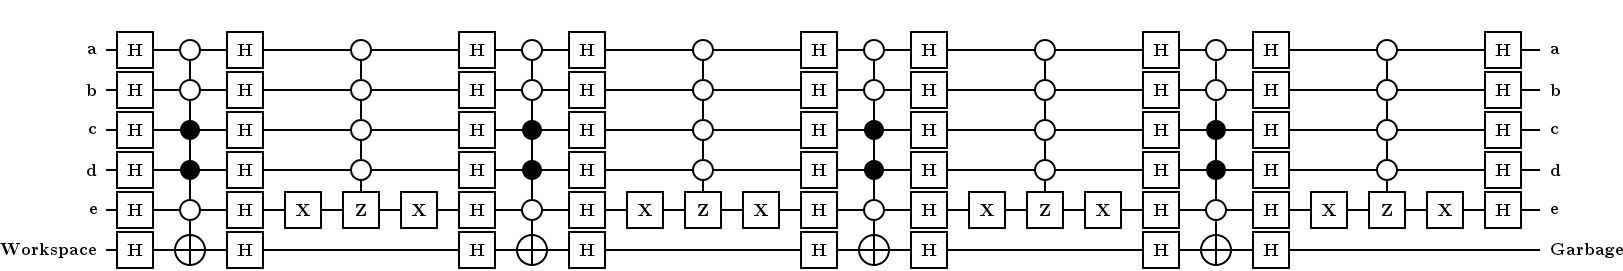 a H H H H H H H H H a
b H H H H H H H H H b
c H H H H H H H H H c
d H H H H H H H H H d
e H H X Z X H H X Z X H H X Z X H H X Z X H e
Workspace H H H H H H H H Garbage